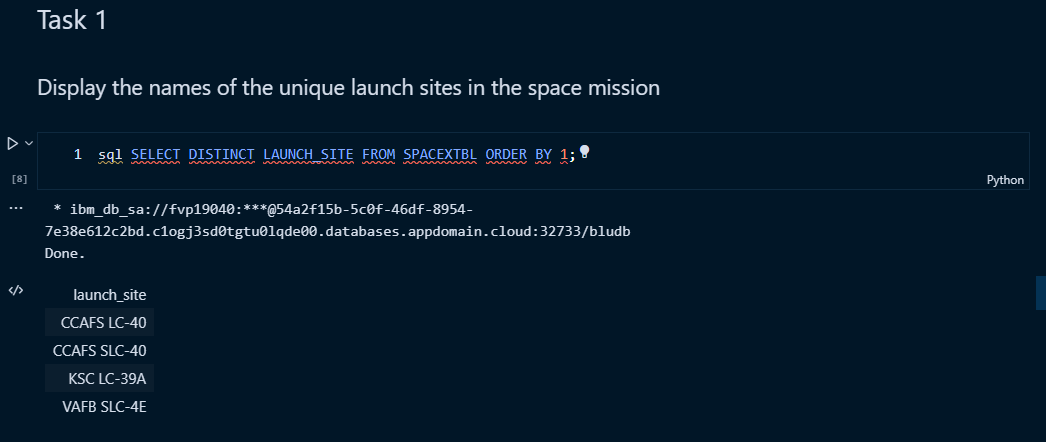 Task 1
Display the names of the unique launch sites in the space mission
1 sql SELECT DISTINCT LAUNCH_SITE FROM SPACEXTBL ORDER BY 1;
[8]
Python
* ibm_db_sa://fvp19040:***@54a2f15b-5c0f-46df-8954-
7e38e612c2bd.c1ogj3sd0tgtu0lqde00.databases.appdomain.cloud:32733/bludb
Done.
launch_site
CCAFS LC-40
CCAFS SLC-40
KSC LC-39A
VAFB SLC-4E